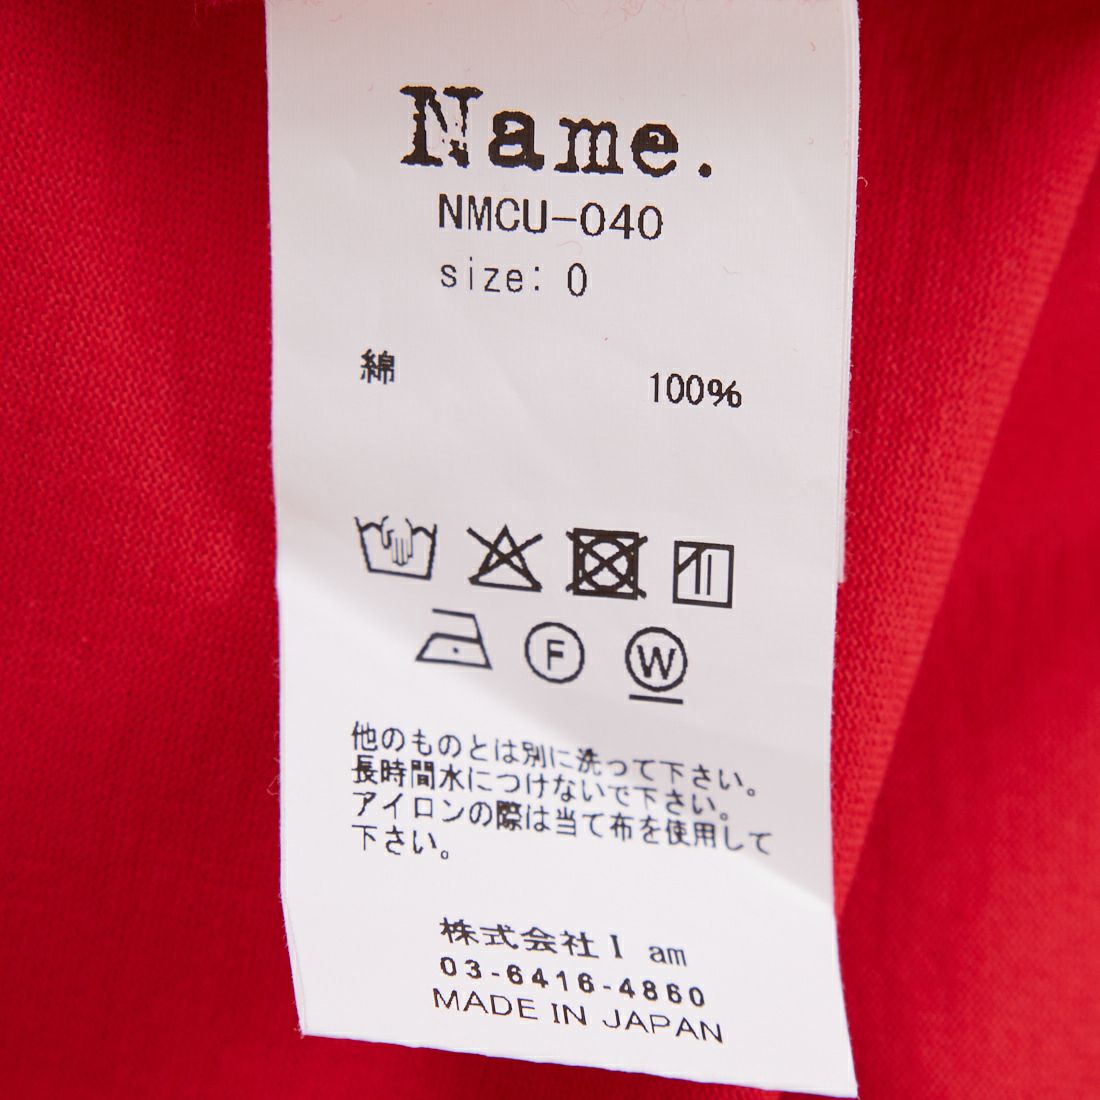 Name.
NMCU-040
size: 0
綿 100%
F W
他のものとは別に洗って下さい。
長時間水につけないで下さい。
アイロンの際は当て布を使用して
下さい。
株式会社I am
03-6416-4860
MADE IN JAPAN